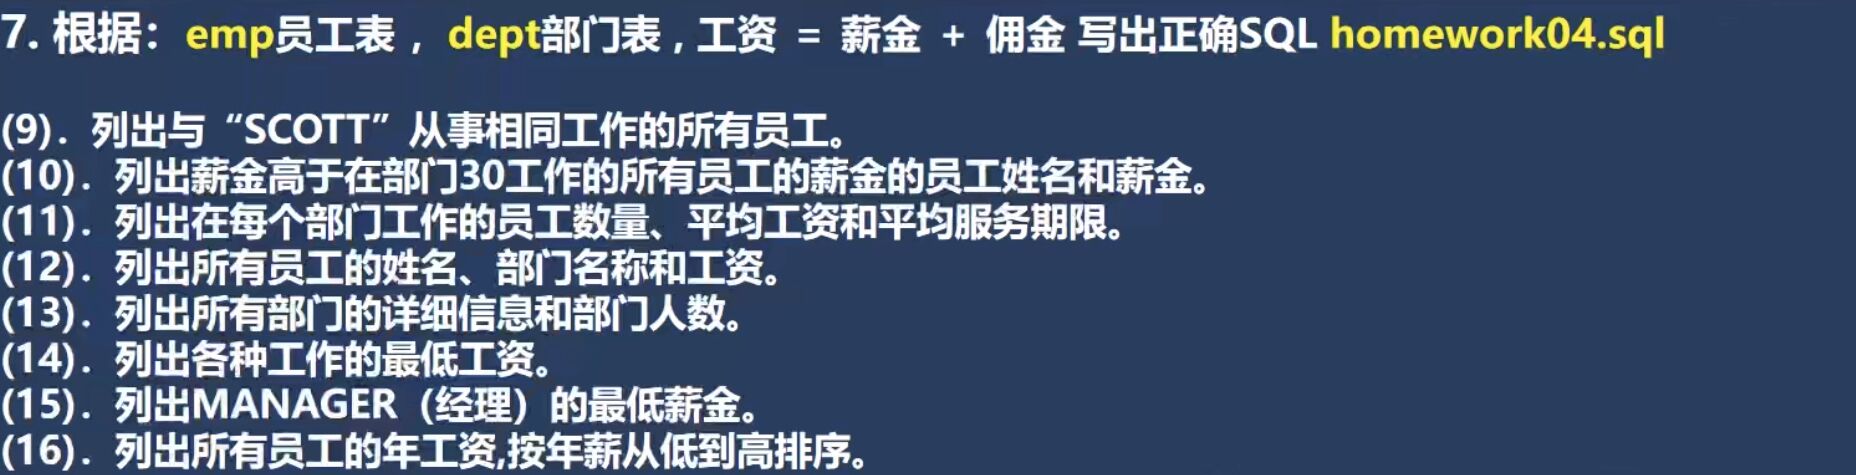 7. 根据：emp员工表 ， dept部门表 , 工资 = 薪金 + 佣金 写出正确SQL homework04.sql
(9)．列出与“SCOTT”从事相同工作的所有员工。
(10)．列出薪金高于在部门30工作的所有员工的薪金的员工姓名和薪金。
(11)．列出在每个部门工作的员工数量、平均工资和平均服务期限。
(12)．列出所有员工的姓名、部门名称和工资。
(13)．列出所有部门的详细信息和部门人数。
(14)．列出各种工作的最低工资。
(15)．列出MANAGER（经理）的最低薪金。
(16)．列出所有员工的年工资,按年薪从低到高排序。